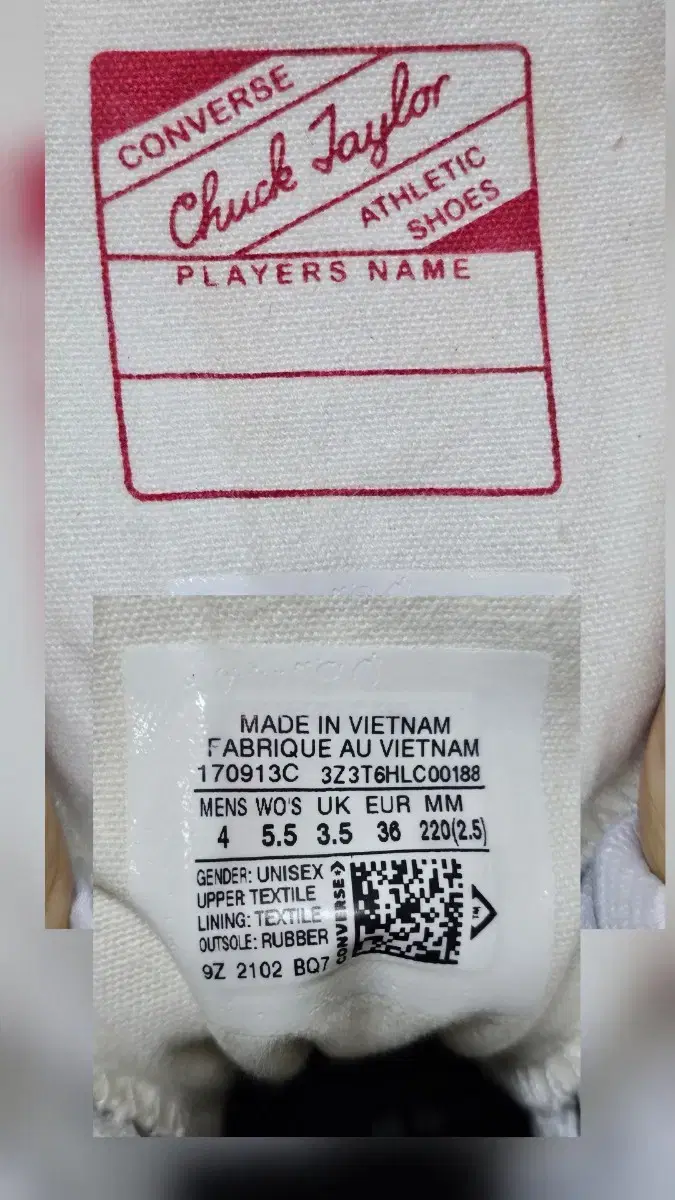 CONVERSE
Chuck Taylor
ATHLETIC
SHOES
PLAYERS NAME
MADE IN VIETNAM
FABRIQUE AU VIETNAM
170913C 3Z3T6HLC00188
MENS WO'S UK EUR MM
4 5.5 3.5 36 220(2.5)
GENDER: UNISEX
UPPER TEXTILE
LINING: TEXTILE
OUTSOLE: RUBBER
9Z 2102 BQ7
CONVERSE
TM